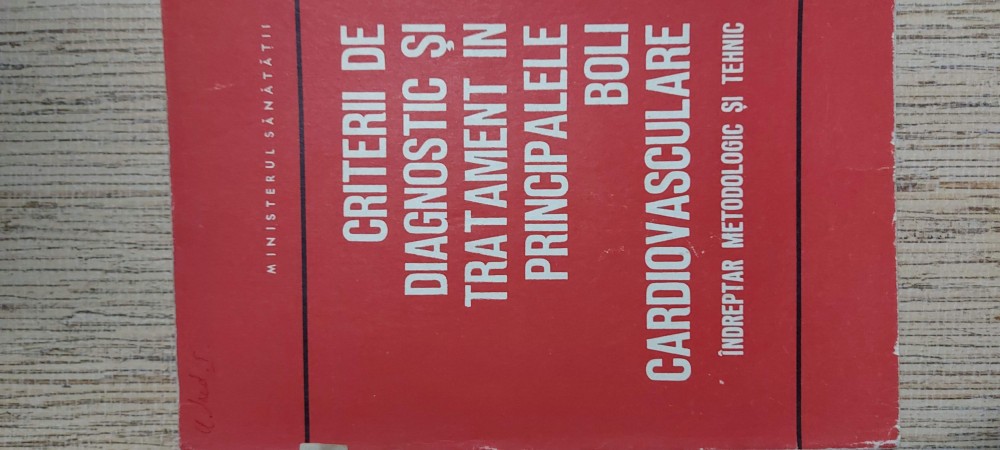 MINISTERUL SĂNĂTĂȚII
CRITERII DE
DIAGNOSTIC ȘI
TRATAMENT IN
PRINCIPALELE
BOLI
CARDIOVASCULARE
ÎNDREPTAR METODOLOGIC ȘI TEHNIC